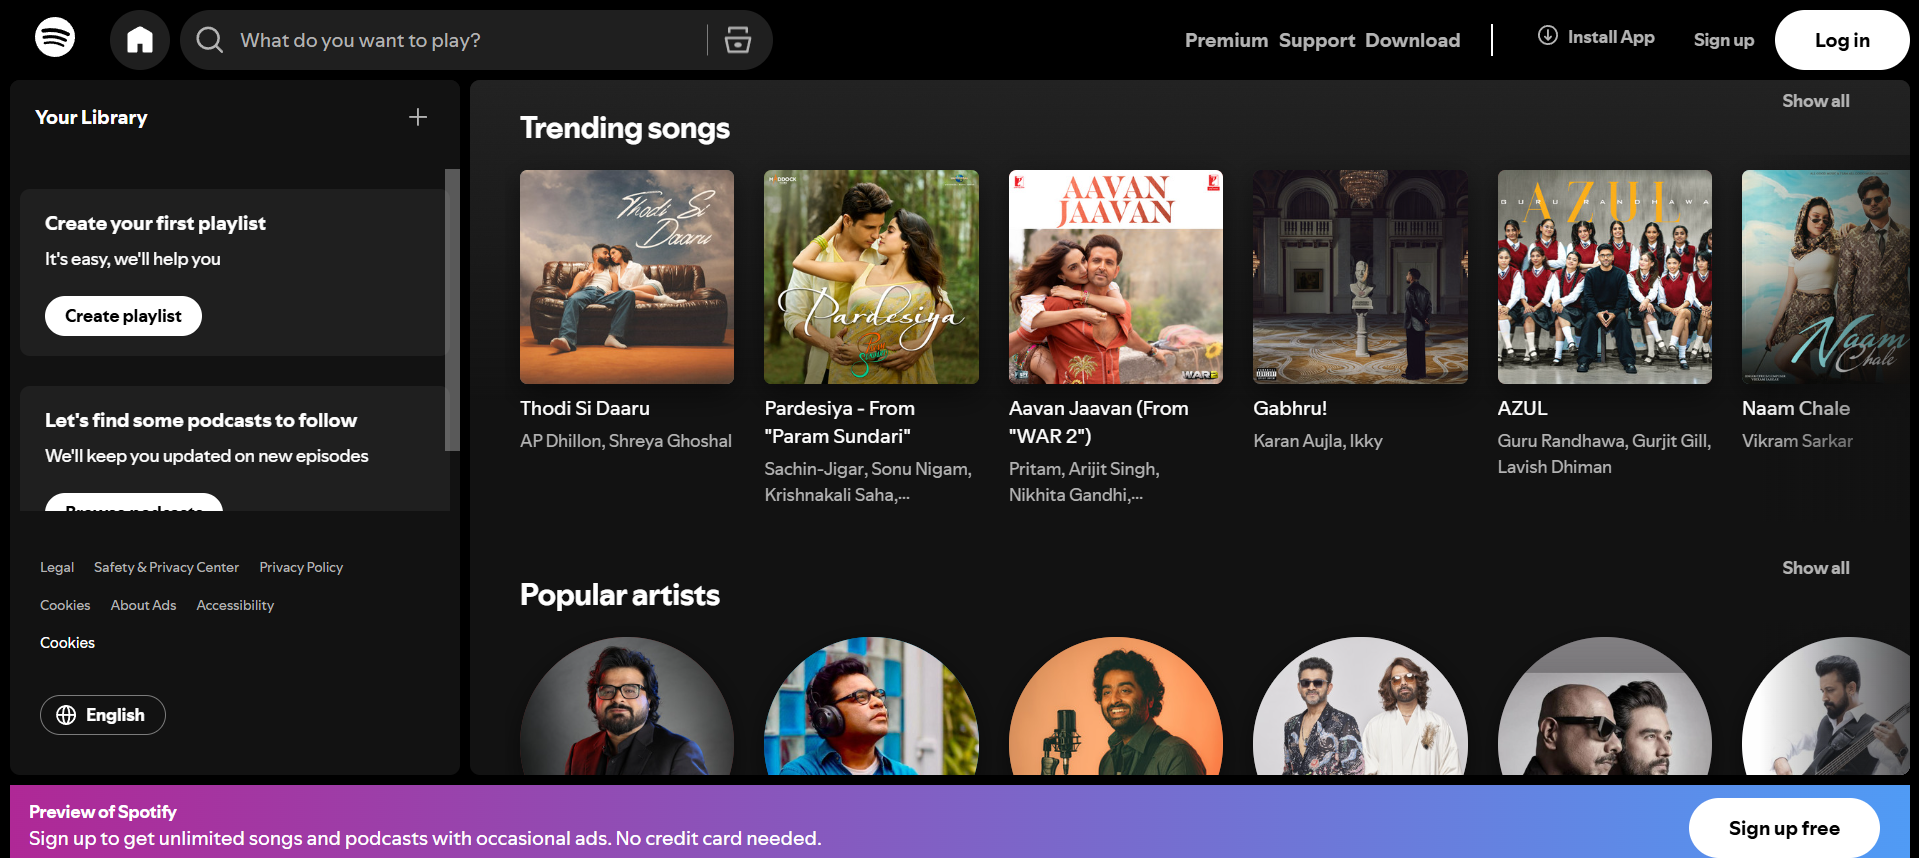 What do you want to play?
Premium Support Download
Install App
Sign up
Log in
Your Library
Create your first playlist
It's easy, we'll help you
Create playlist
Let's find some podcasts to follow
We'll keep you updated on new episodes
Browse podcasts
Legal Safety & Privacy Center Privacy Policy
Cookies About Ads Accessibility
Cookies
English
Show all
Trending songs
Thodi Si
Daaru
Thodi Si Daaru
AP Dhillon, Shreya Ghoshal
MADDOCK
Pardesiya
Pardesiya - From
"Param Sundari"
Sachin-Jigar, Sonu Nigam,
Krishnakali Saha,...
AAVAN
JAAVAN
WAR 2
Aavan Jaavan (From
"WAR 2")
Pritam, Arijit Singh,
Nikhita Gandhi,...
Gabhru!
Karan Aujla, Ikky
AZUL
GURU RANDHAWA
AZUL
Guru Randhawa, Gurjit Gill,
Lavish Dhiman
Naam
Chale
Naam Chale
Vikram Sarkar
Show all
Popular artists
Preview of Spotify
Sign up to get unlimited songs and podcasts with occasional ads. No credit card needed.
Sign up free